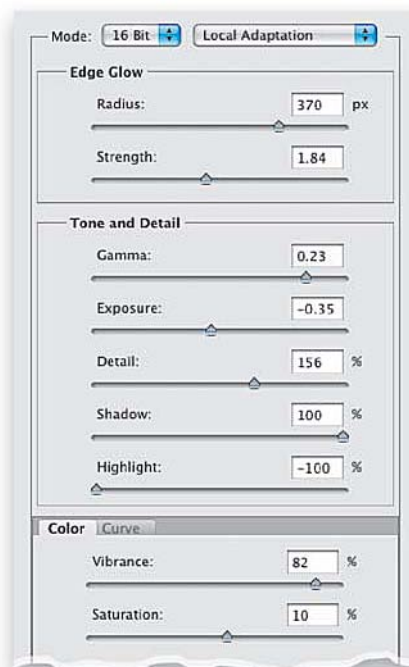 Mode: 16 Bit Local Adaptation
Edge Glow
Radius: 370 px
Strength: 1.84
Tone and Detail
Gamma: 0.23
Exposure: -0.35
Detail: 156 %
Shadow: 100 %
Highlight: -100 %
Color Curve
Vibrance: 82 %
Saturation: 10 %